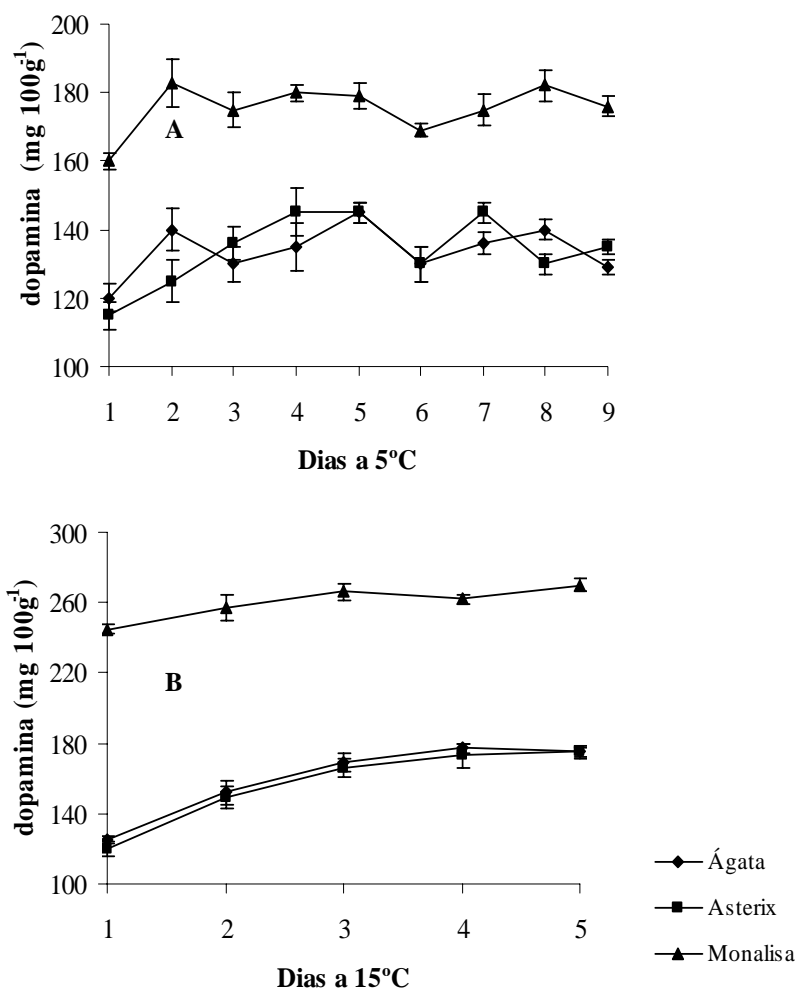 dopamina (mg 100g-1)
200
180
160
140
120
100
A
1 2 3 4 5 6 7 8 9
Dias a 5ºC
dopamina (mg 100g-1)
300
260
220
180
140
100
B
1 2 3 4 5
Dias a 15ºC
Ágata
Asterix
Monalisa